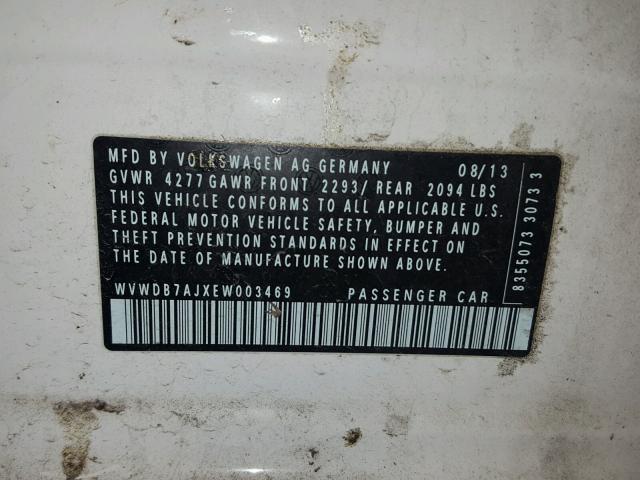 MFD BY VOLKSWAGEN AG GERMANY 08/13
GVWR 4277 GAWR FRONT 2293/ REAR 2094 LBS
THIS VEHICLE CONFORMS TO ALL APPLICABLE U.S.
FEDERAL MOTOR VEHICLE SAFETY, BUMPER AND
THEFT PREVENTION STANDARDS IN EFFECT ON
THE DATE OF MANUFACTURE SHOWN ABOVE.
WVWDB7AJXEW003469 PASSENGER CAR
8355073 3073 3